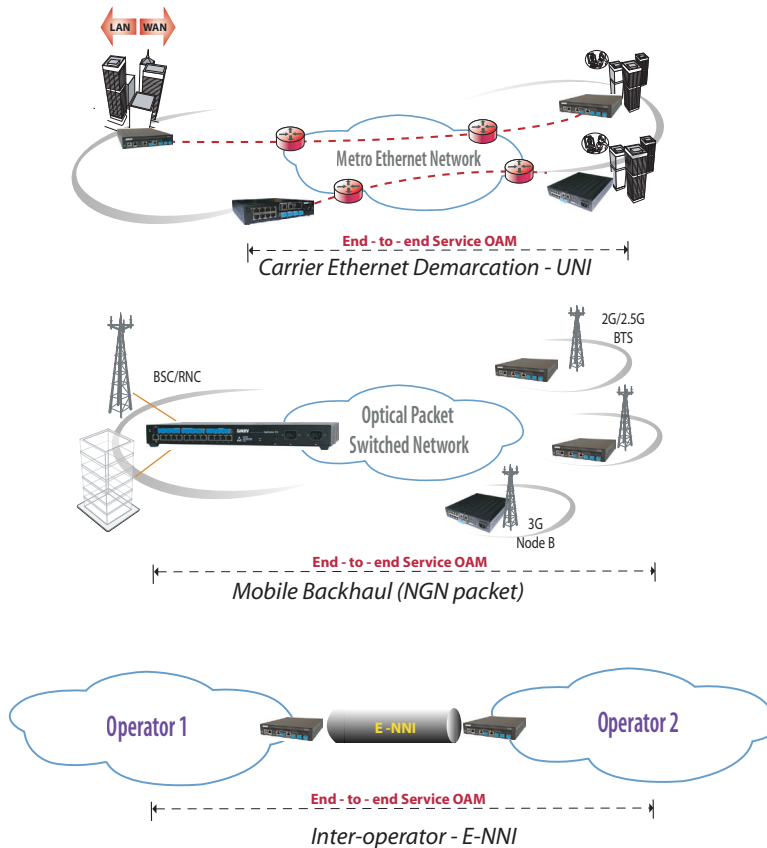 LAN WAN
Metro Ethernet Network
End - to - end Service OAM
Carrier Ethernet Demarcation - UNI
2G/2.5G
BTS
BSC/RNC
Optical Packet
Switched Network
3G
Node B
End - to - end Service OAM
Mobile Backhaul (NGN packet)
Operator 1
E -NNI
Operator 2
End - to - end Service OAM
Inter-operator - E-NNI